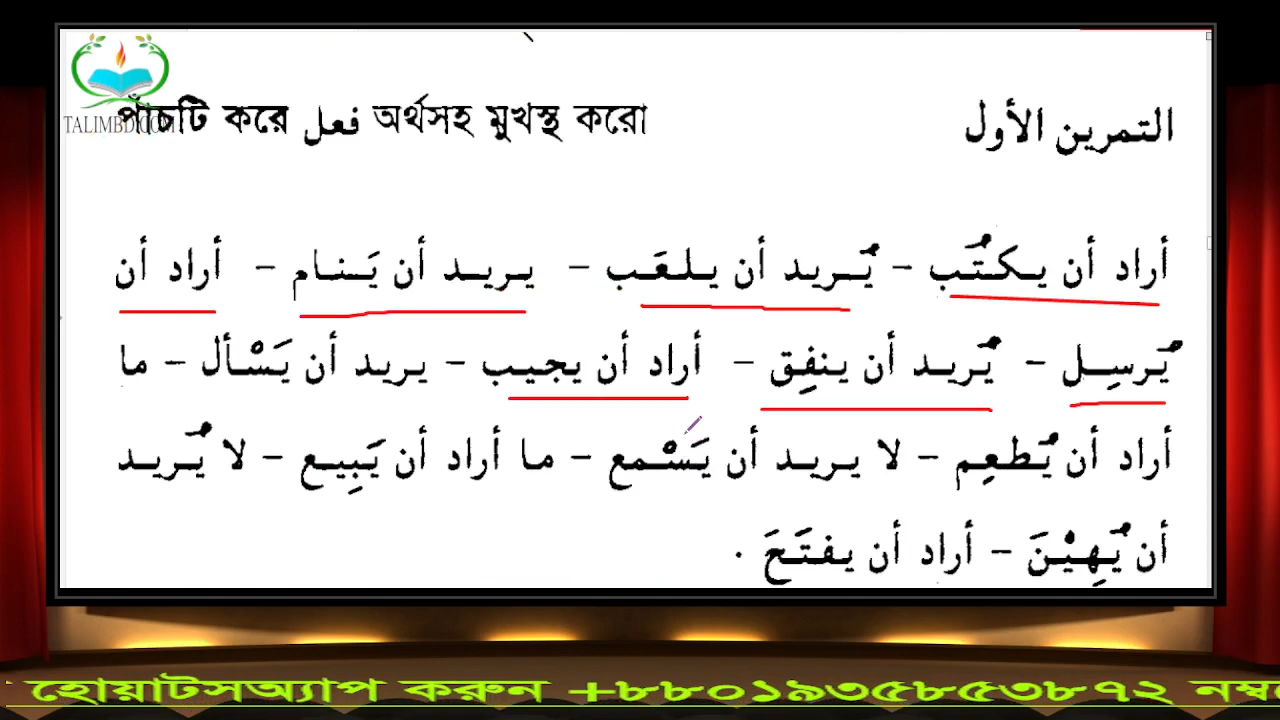 TALIMBD.COM
পাঁচটি করে فعل অর্থসহ মুখস্থ করো
التمرين الأول
أراد أن يكتُب – يُريد أن يلعَب – يريد أن يَنام – أراد أن
يُرسِل – يُريد أن ينفِق – أراد أن يجيب – يريد أن يَسْأل – ما
أراد أن يُطعِم – لا يريد أن يَسْمع – ما أراد أن يَبِيع – لا يُريد
أن يُهِيْنَ – أراد أن يفتَحَ .
হোয়াটসঅ্যাপ করুন +৮৮০১৯৩৫৮৫৩৮৭২